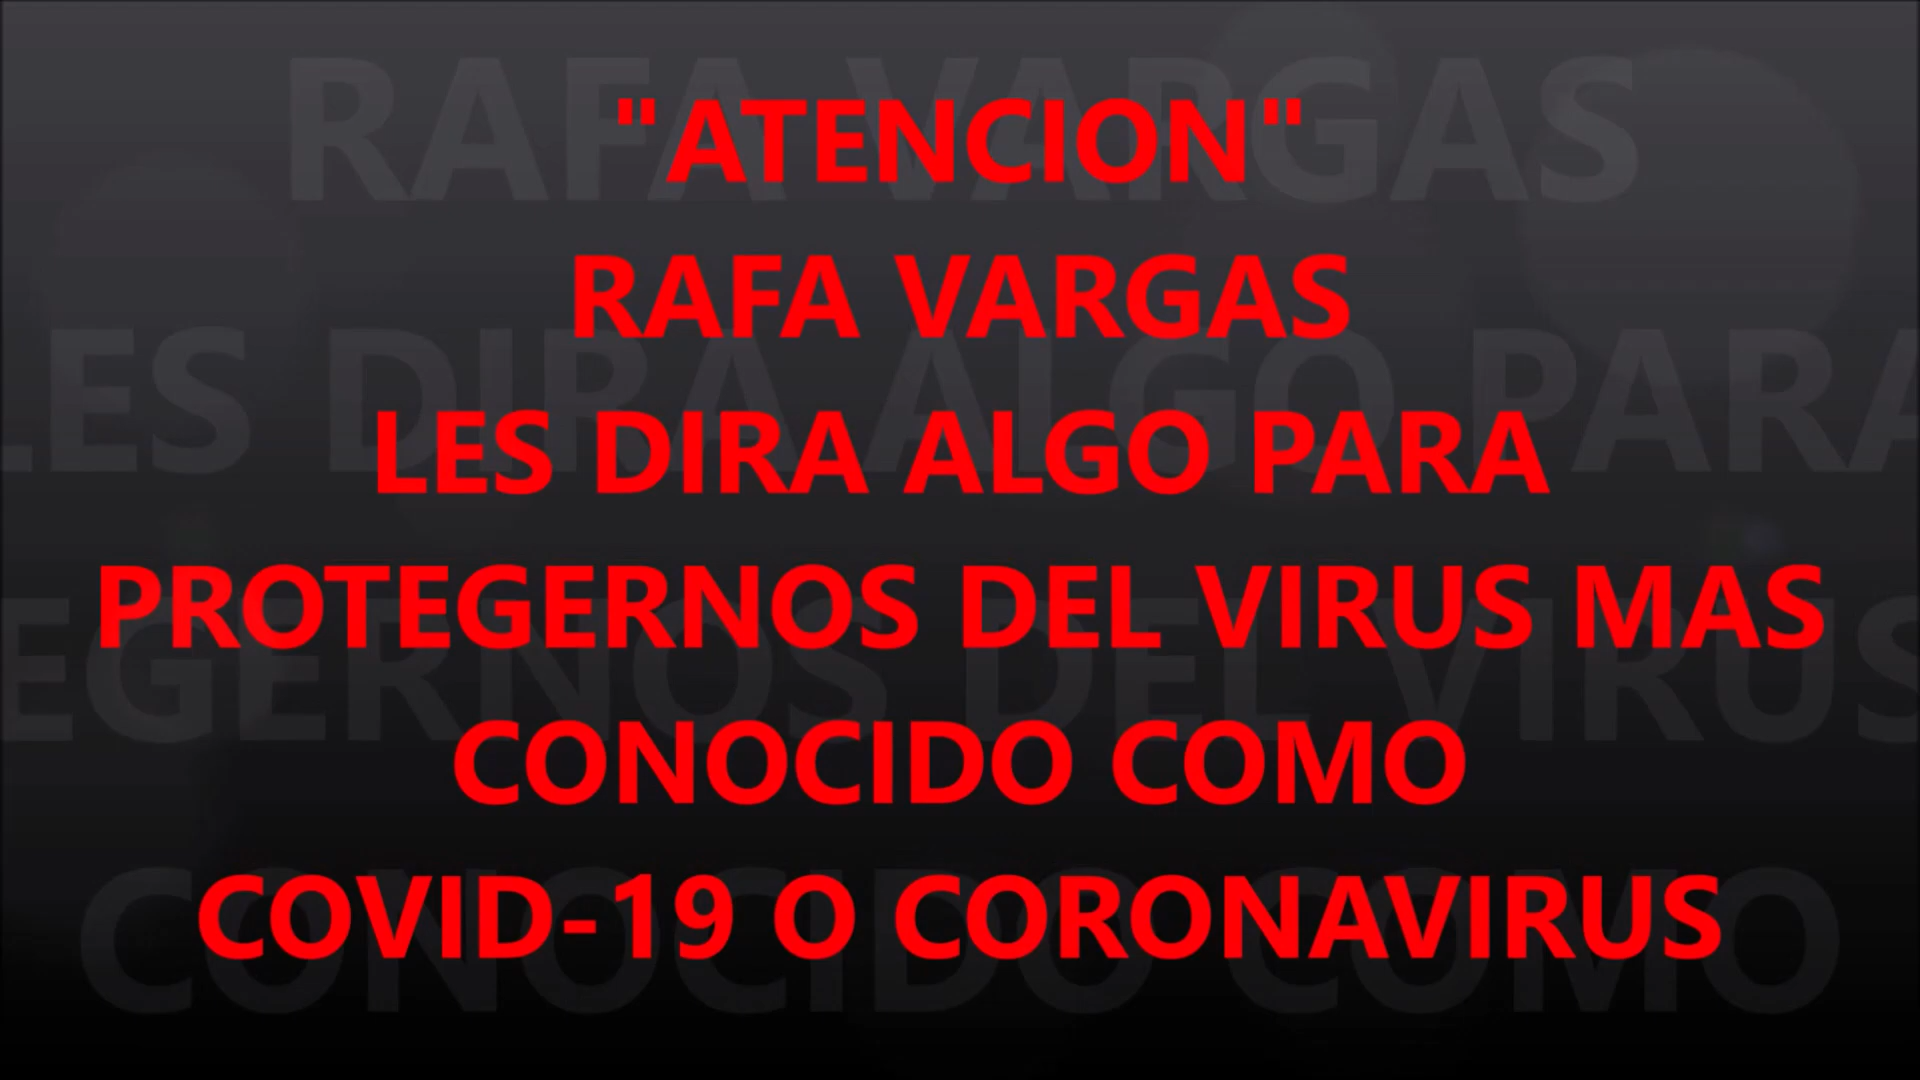 "ATENCION"
RAFA VARGAS
LES DIRA ALGO PARA
PROTEGERNOS DEL VIRUS MAS
CONOCIDO COMO
COVID-19 O CORONAVIRUS